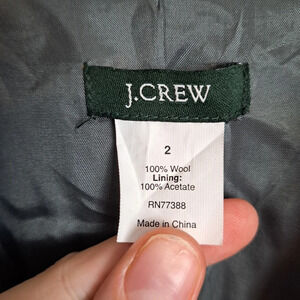 J.CREW
2
100% Wool
Lining:
100% Acetate
RN77388
Made in China